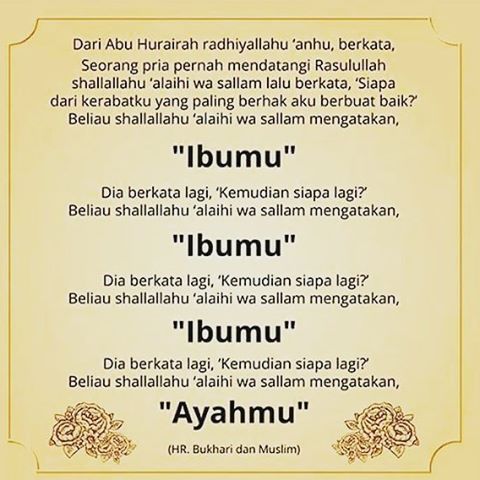 Dari Abu Hurairah radhiyallahu ‘anhu, berkata,
Seorang pria pernah mendatangi Rasulullah
shallallahu ‘alaihi wa sallam lalu berkata, ‘Siapa
dari kerabatku yang paling berhak aku berbuat baik?’
Beliau shallallahu ‘alaihi wa sallam mengatakan,
"Ibumu"
Dia berkata lagi, ‘Kemudian siapa lagi?’
Beliau shallallahu ‘alaihi wa sallam mengatakan,
"Ibumu"
Dia berkata lagi, ‘Kemudian siapa lagi?’
Beliau shallallahu ‘alaihi wa sallam mengatakan,
"Ibumu"
Dia berkata lagi, ‘Kemudian siapa lagi?’
Beliau shallallahu ‘alaihi wa sallam mengatakan,
"Ayahmu"
(HR. Bukhari dan Muslim)